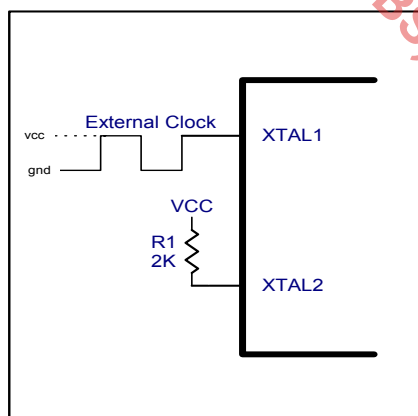 External Clock
vcc
gnd
XTAL1
VCC
R1
2K
XTAL2